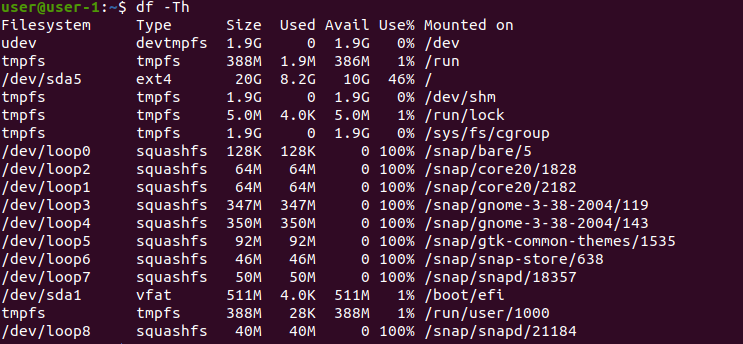 user@user-1:~$ df -Th
Filesystem     Type      Size  Used Avail Use% Mounted on
udev           devtmpfs  1.9G     0  1.9G   0% /dev
tmpfs          tmpfs     388M  1.9M  386M   1% /run
/dev/sda5      ext4       20G  8.2G   10G  46% /
tmpfs          tmpfs     1.9G     0  1.9G   0% /dev/shm
tmpfs          tmpfs     5.0M  4.0K  5.0M   1% /run/lock
tmpfs          tmpfs     1.9G     0  1.9G   0% /sys/fs/cgroup
/dev/loop0     squashfs  128K  128K     0 100% /snap/bare/5
/dev/loop2     squashfs   64M   64M     0 100% /snap/core20/1828
/dev/loop1     squashfs   64M   64M     0 100% /snap/core20/2182
/dev/loop3     squashfs  347M  347M     0 100% /snap/gnome-3-38-2004/119
/dev/loop4     squashfs  350M  350M     0 100% /snap/gnome-3-38-2004/143
/dev/loop5     squashfs   92M   92M     0 100% /snap/gtk-common-themes/1535
/dev/loop6     squashfs   46M   46M     0 100% /snap/snap-store/638
/dev/loop7     squashfs   50M   50M     0 100% /snap/snapd/18357
/dev/sda1      vfat      511M  4.0K  511M   1% /boot/efi
tmpfs          tmpfs     388M   28K  388M   1% /run/user/1000
/dev/loop8     squashfs   40M   40M     0 100% /snap/snapd/21184